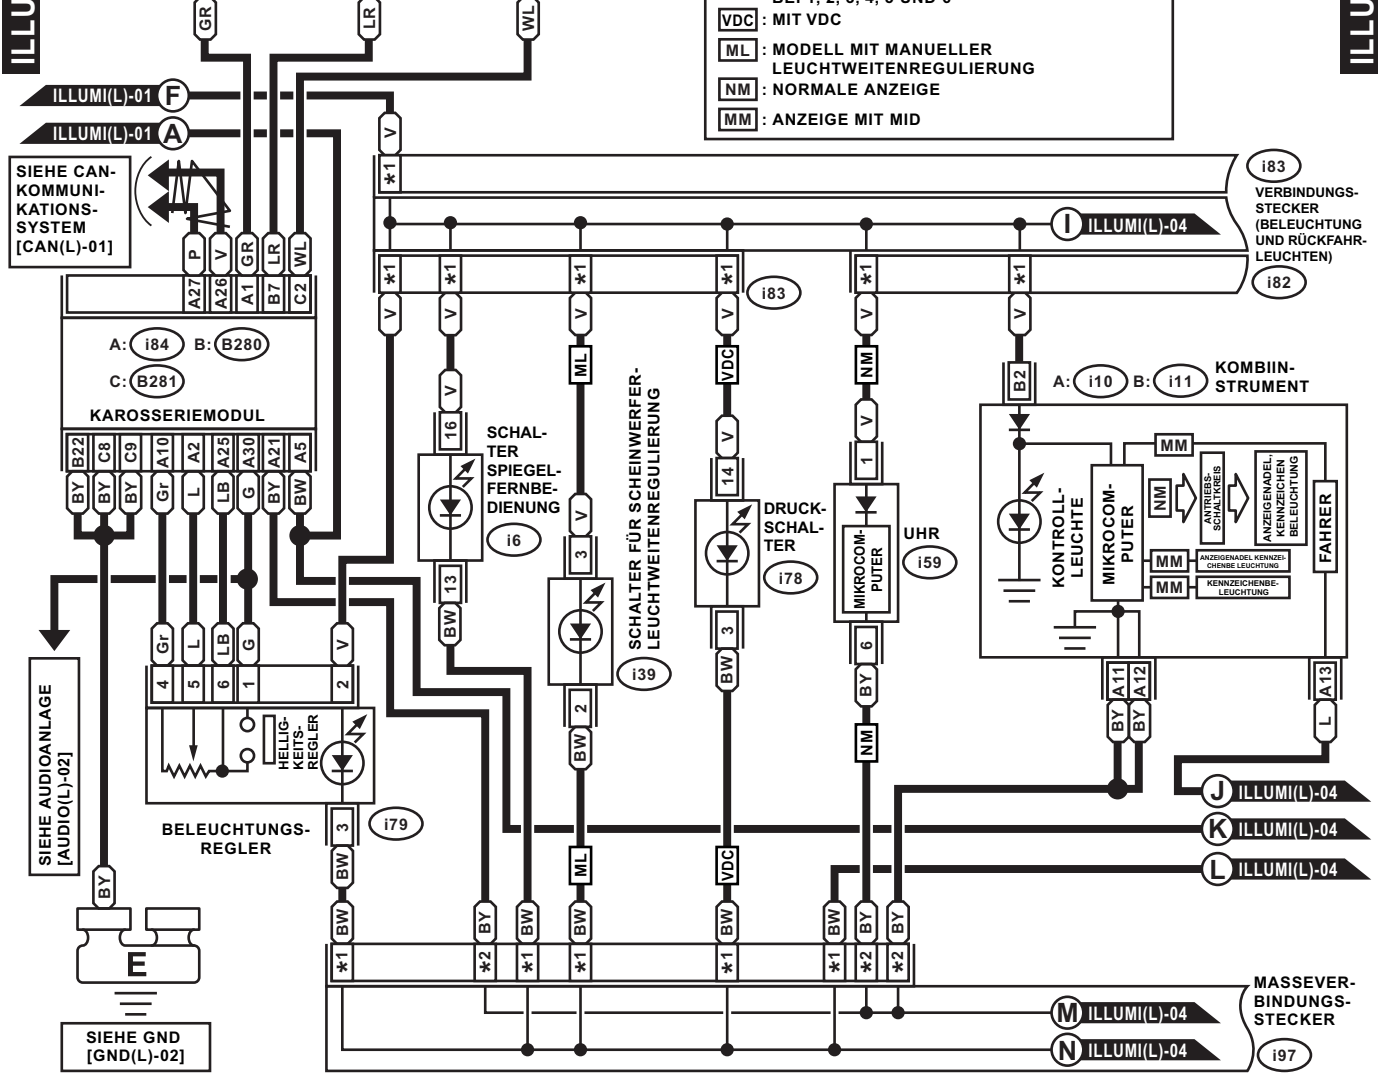 ILLU
ILLU
GR
LR
WL
VDC : MIT VDC
ML : MODELL MIT MANUELLER
LEUCHTWEITENREGULIERUNG
NM : NORMALE ANZEIGE
MM : ANZEIGE MIT MID
ILLUMI(L)-01 F
ILLUMI(L)-01 A
V
SIEHE CAN-
KOMMUNI-
KATIONS-
SYSTEM
[CAN(L)-01]
*1
i83
VERBINDUNGS-
STECKER
(BELEUCHTUNG
UND RÜCKFAHR-
LEUCHTEN)
I ILLUMI(L)-04
P V GR LR WL
A27 A26 A1 B7 C2
*1 *1 *1 *1 *1 *1
i83
i82
V V V V V V
A: i84 B: B280
C: B281
KAROSSERIEMODUL
B22 C8 C9 A10 A2 A25 A30 A21 A5
BY BY BY Gr L LB G BY BW
ML
VDC
NM
V
16
SCHAL-
TER
SPIEGEL-
FERNBE-
DIENUNG
i6
13
BW
V
3
SCHALTER FÜR SCHEINWERFER-
LEUCHTWEITENREGULIERUNG
i39
2
BW
V
14
DRUCK-
SCHAL-
TER
i78
3
BW
V
1
UHR
i59
MIKROCOM-
PUTER
6
BY
NM
B2
A: i10 B: i11
KOMBIIN-
STRUMENT
KONTROLL-
LEUCHTE
MIKROCOM-
PUTER
MM
NM
ANTRIEBS-
SCHALTKREIS
ANZEIGENADEL,
KENNZEICHEN
BELEUCHTUNG
FAHRER
MM ANZEIGENADEL KENNZEI-
CHENBE LEUCHTUNG
MM KENNZEICHENBE-
LEUCHTUNG
A11 A12 A13
BY BY L
Gr L LB G V
4 5 6 1 2
HELLIG-
KEITS-
REGLER
SIEHE AUDIOANLAGE
[AUDIO(L)-02]
BELEUCHTUNGS-
REGLER
3
i79
BW
J ILLUMI(L)-04
K ILLUMI(L)-04
L ILLUMI(L)-04
ML
VDC
BY
BW BY BW BW BW BW BY BY
*1 *2 *1 *1 *1 *1 *2 *2
E
SIEHE GND
[GND(L)-02]
M ILLUMI(L)-04
N ILLUMI(L)-04
MASSEVER-
BINDUNGS-
STECKER
i97